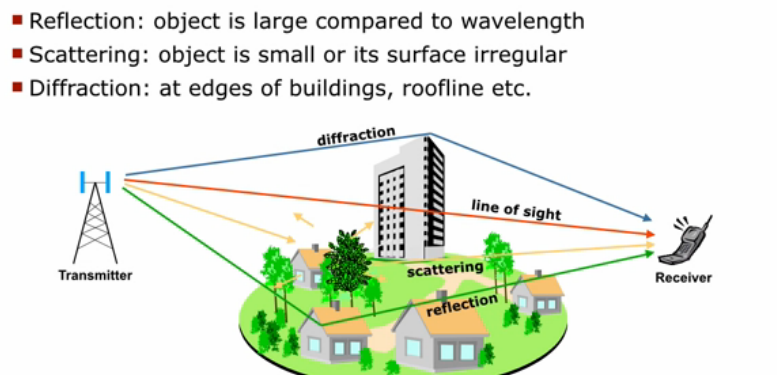 Reflection: object is large compared to wavelength
Scattering: object is small or its surface irregular
Diffraction: at edges of buildings, roofline etc.
diffraction
line of sight
scattering
reflection
Transmitter
Receiver